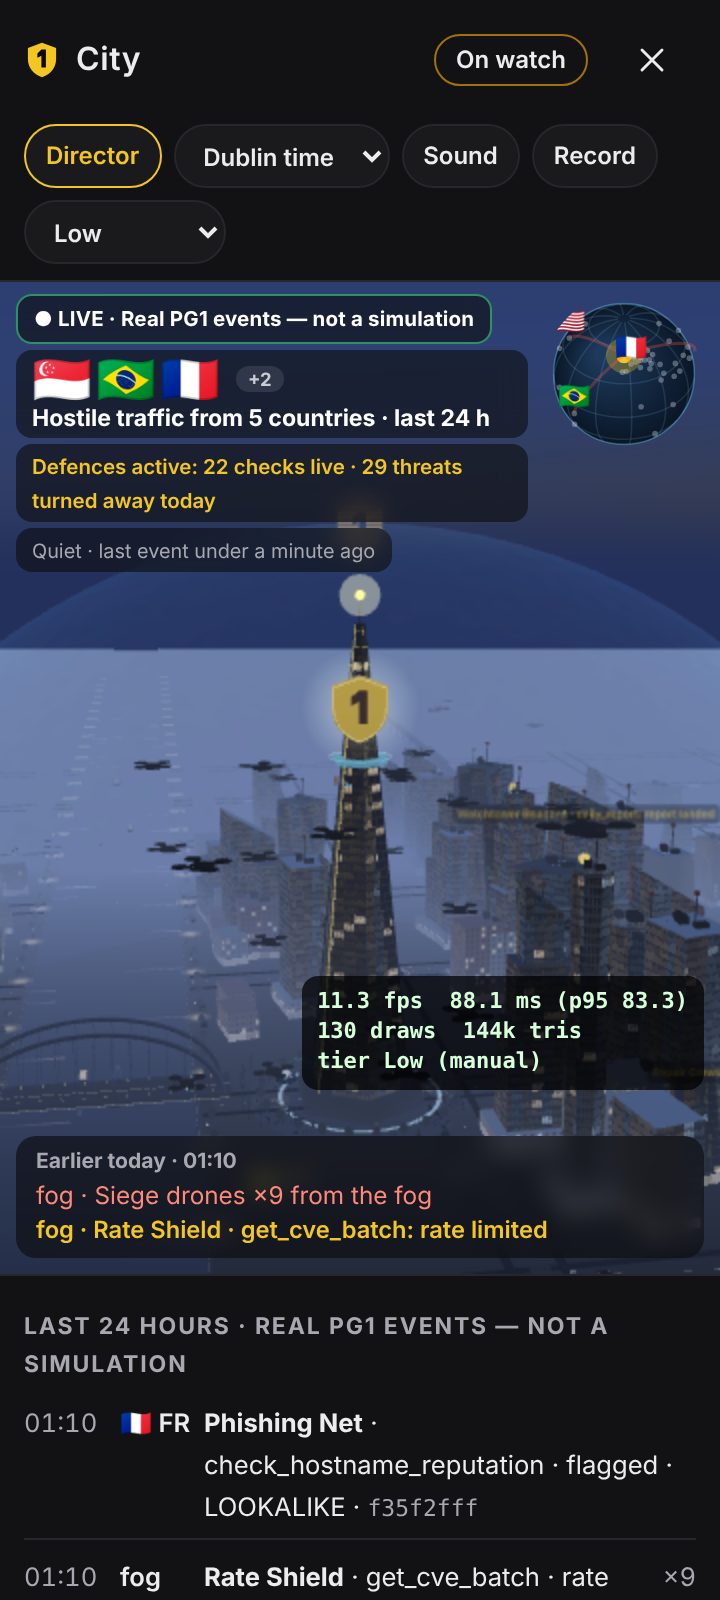 1 City On watch
Director Dublin time Sound Record
Low
LIVE · Real PG1 events — not a simulation
+2
Hostile traffic from 5 countries · last 24 h
Defences active: 22 checks live · 29 threats
turned away today
Quiet · last event under a minute ago
1
11.3 fps 88.1 ms (p95 83.3)
130 draws 144k tris
tier Low (manual)
Earlier today · 01:10
fog · Siege drones ×9 from the fog
fog · Rate Shield · get_cve_batch: rate limited
LAST 24 HOURS · REAL PG1 EVENTS — NOT A
SIMULATION
01:10 FR Phishing Net ·
check_hostname_reputation · flagged ·
LOOKALIKE · f35f2fff
01:10 fog Rate Shield · get_cve_batch · rate ×9